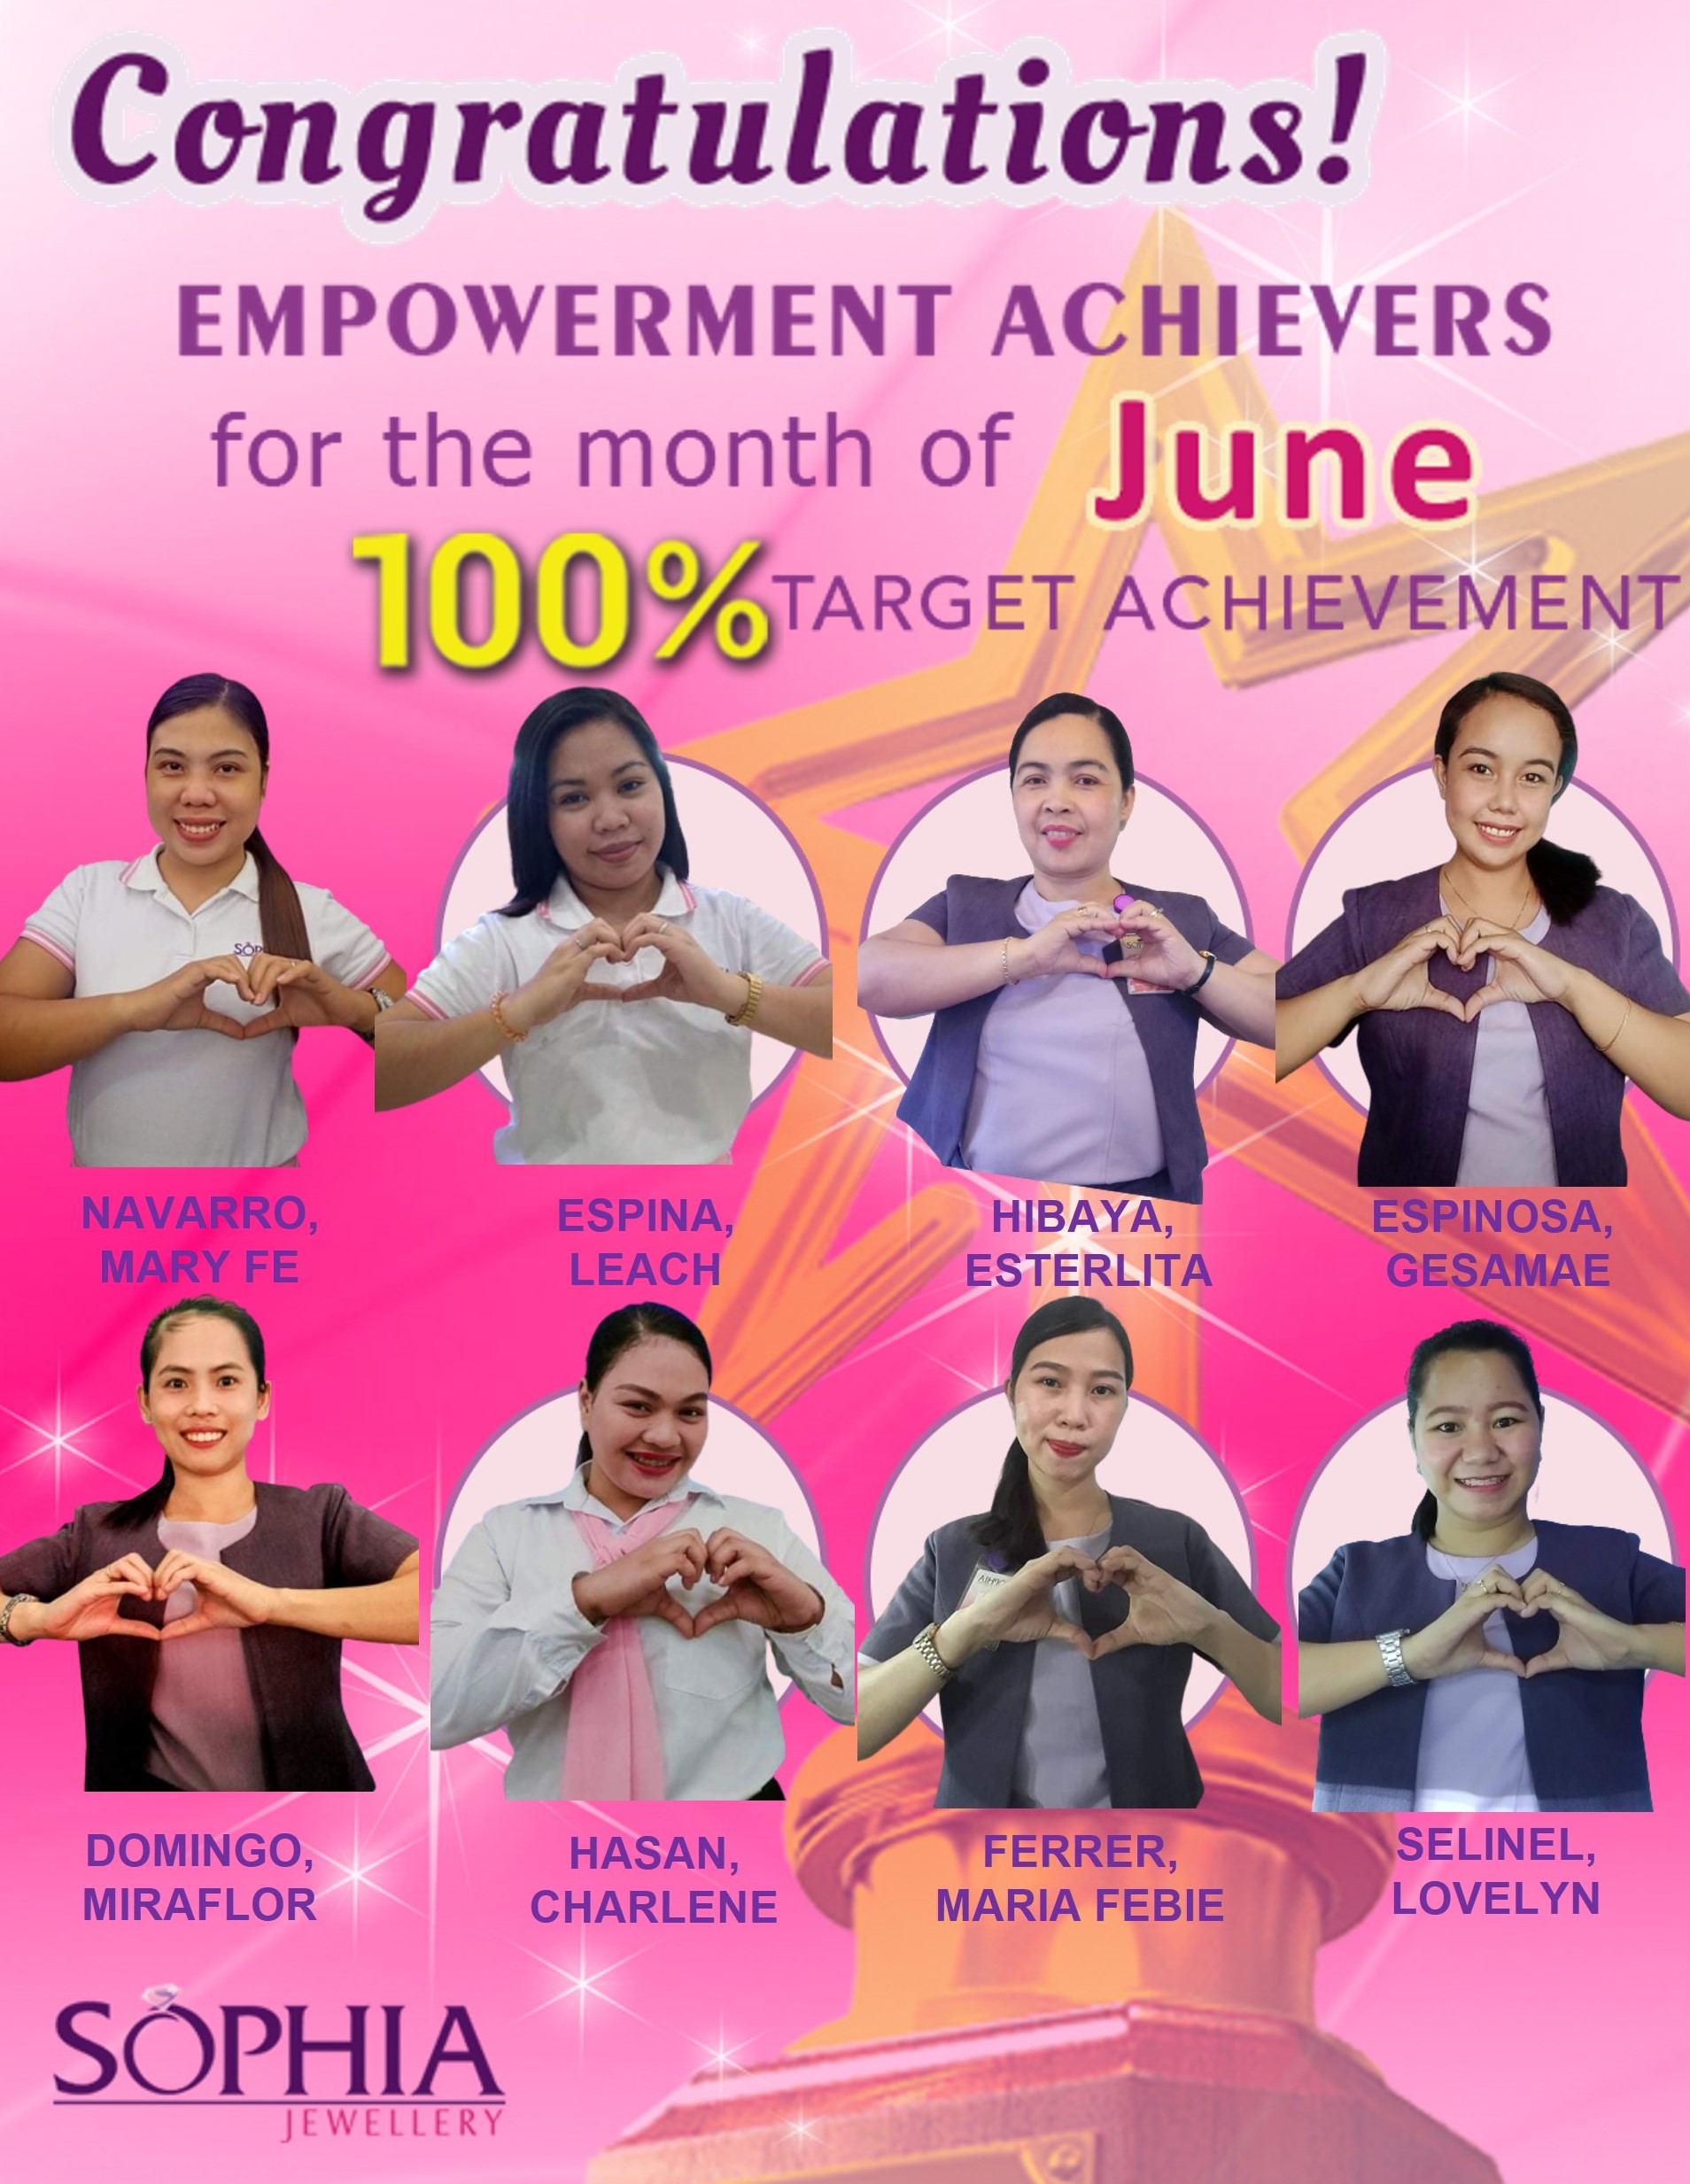 Congratulations!
EMPOWERMENT ACHIEVERS
for the month of June
100% TARGET ACHIEVEMENT
NAVARRO,
MARY FE
ESPINA,
LEACH
HIBAYA,
ESTERLITA
ESPINOSA,
GESAMAE
DOMINGO,
MIRAFLOR
HASAN,
CHARLENE
FERRER,
MARIA FEBIE
SELINEL,
LOVELYN
SOPHIA
JEWELLERY